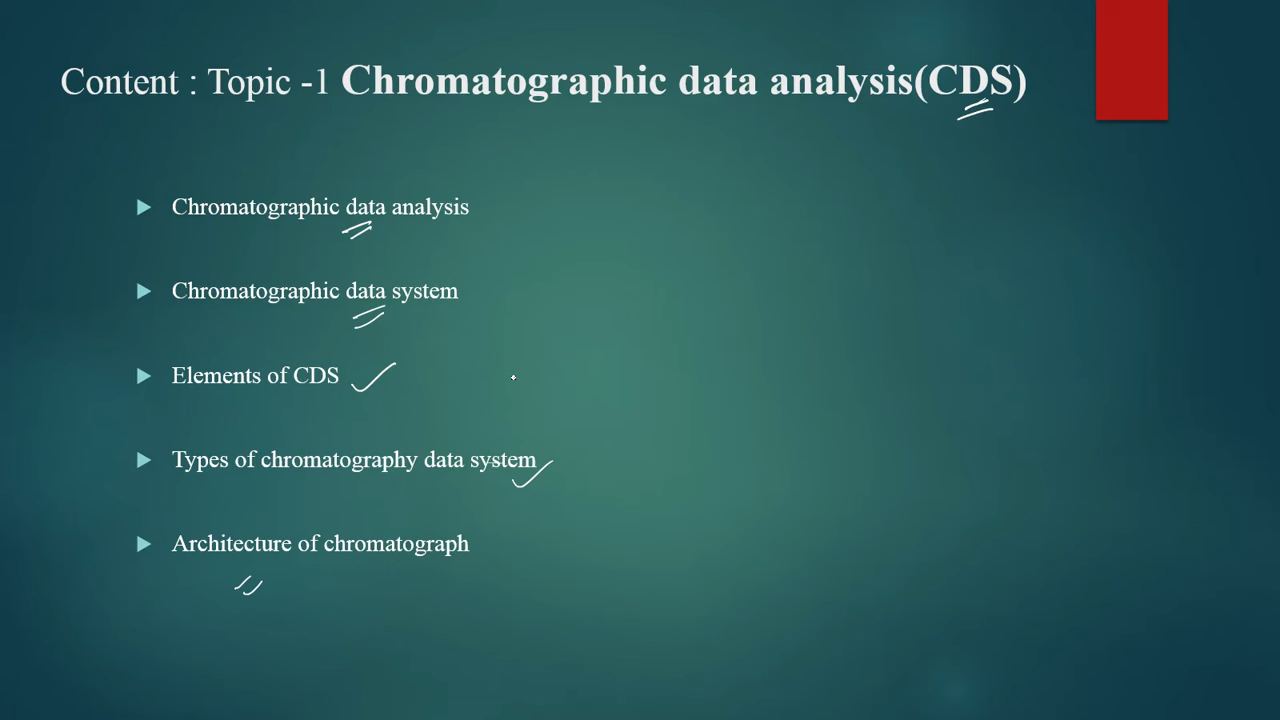 Content : Topic -1 Chromatographic data analysis(CDS)
Chromatographic data analysis
Chromatographic data system
Elements of CDS
Types of chromatography data system
Architecture of chromatograph